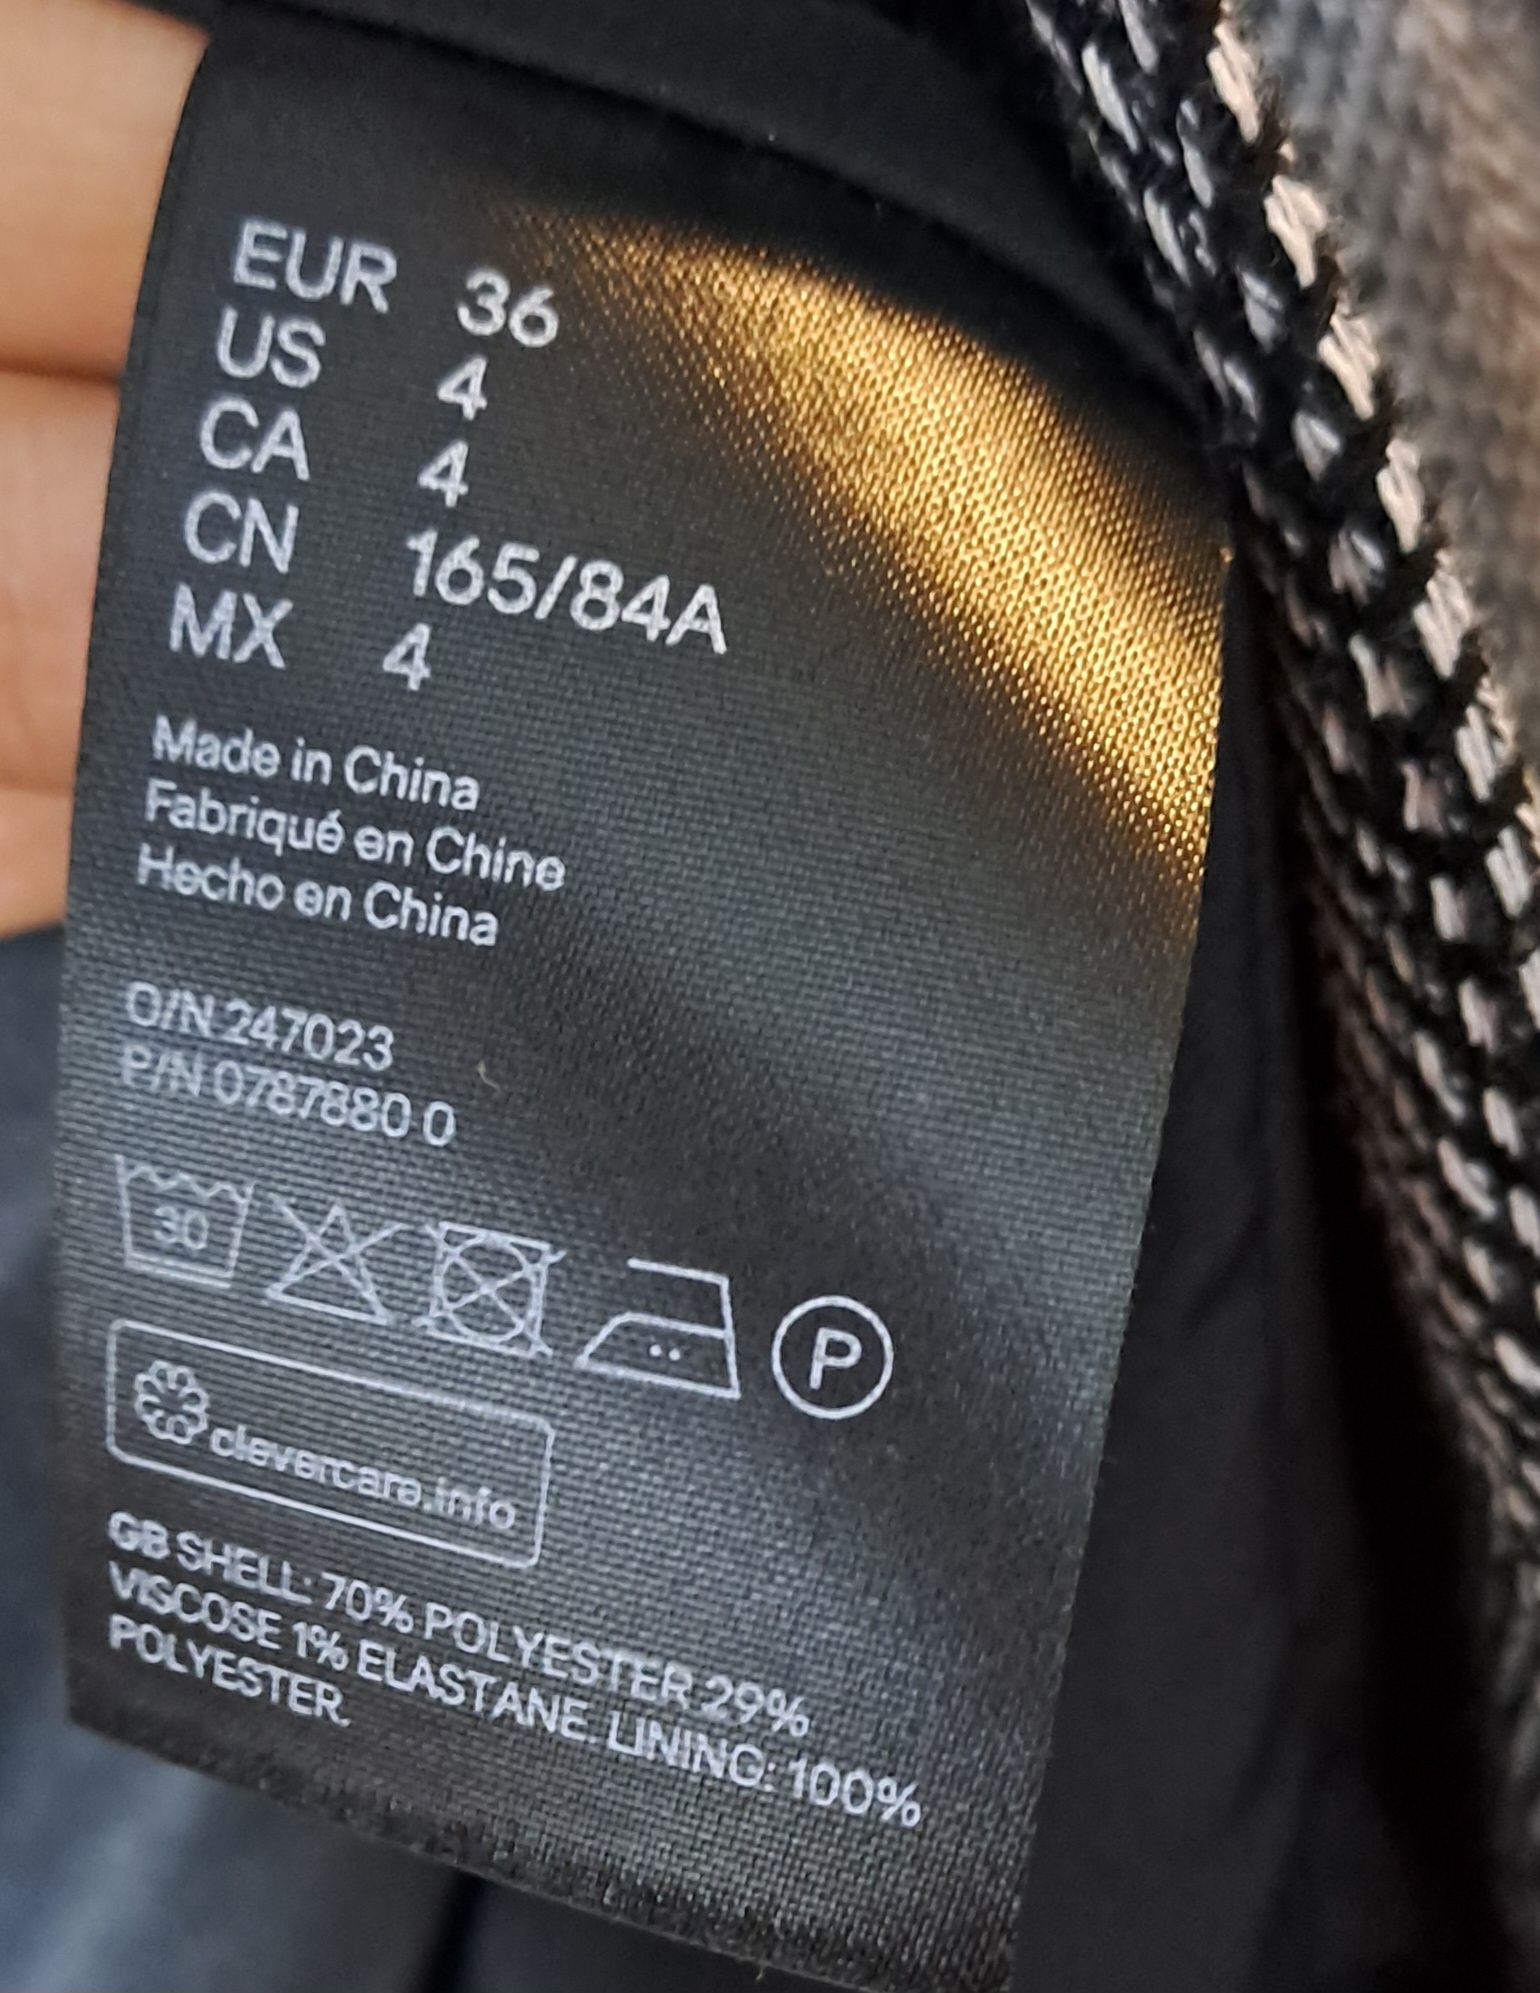 EUR 36
US 4
CA 4
CN 165/84A
MX 4
Made in China
Fabriqué en Chine
Hecho en China
O/N 247023
P/N 0787880 0
30
P
clevercare.info
GB SHELL: 70% POLYESTER 29%
VISCOSE 1% ELASTANE. LINING: 100%
POLYESTER.